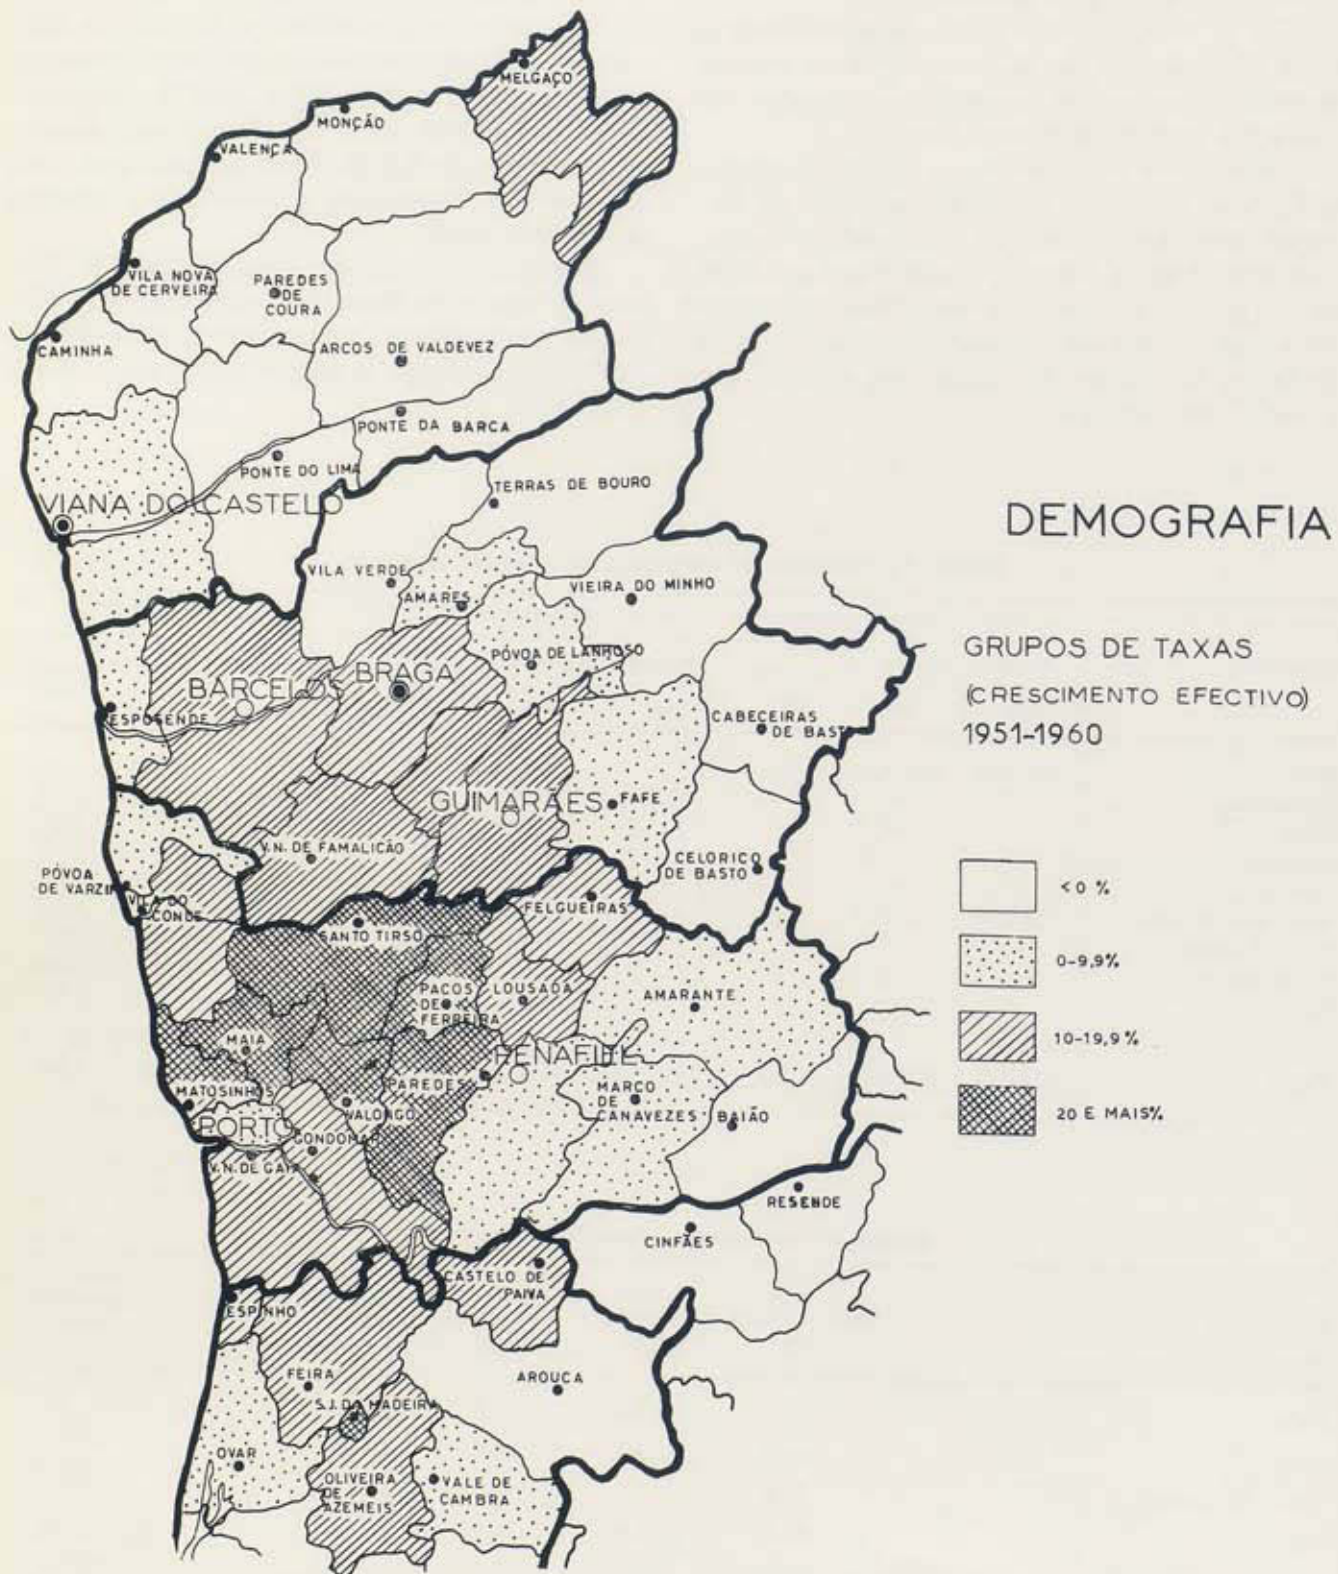 MELGAÇO
MONÇÃO
VALENÇA
VILA NOVA
DE CERVEIRA
PAREDES
DE
COURA
CAMINHA
ARCOS DE VALDEVEZ
PONTE DA BARCA
PONTE DO LIMA
TERRAS DE BOURO
VIANA DO CASTELO
DEMOGRAFIA
VILA VERDE
AMARES
VIEIRA DO MINHO
PÓVOA DE LANHOSO
BRAGA
BARCELOS
ESPOSENDE
CABECEIRAS
DE BASTO
GRUPOS DE TAXAS
(CRESCIMENTO EFECTIVO)
1951-1960
GUIMARÃES
FAFE
V.N. DE FAMALICÃO
CELORICO
DE BASTO
PÓVOA
DE VARZIM
VILA DO
CONDE
FELGUEIRAS
SANTO TIRSO
<0 %
0-9,9%
10-19,9%
20 E MAIS%
PACOS
DE
FERREIRA
LOUSADA
AMARANTE
MAIA
PENAFIEL
PAREDES
MATOSINHOS
VALONGO
MARCO
DE
CANAVEZES
BAIÃO
PORTO
GONDOMAR
V.N. DE GAIA
RESENDE
CINFÃES
CASTELO DE
PAIVA
ESPINHO
FEIRA
AROUCA
S.J. DA MADEIRA
OVAR
OLIVEIRA
DE
AZEMEIS
VALE DE
CAMBRA